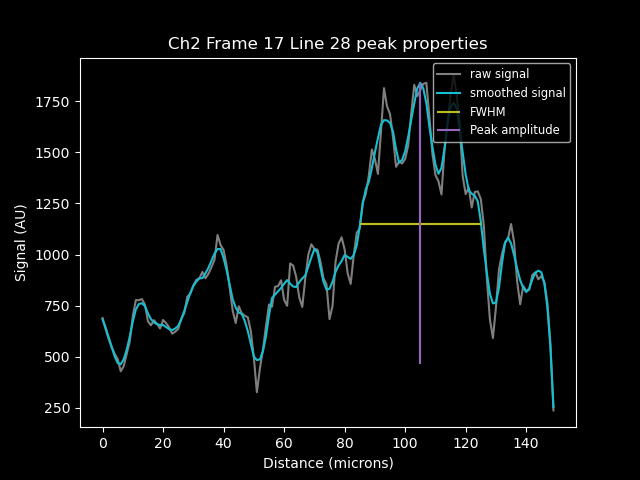 Ch2 Frame 17 Line 28 peak properties
raw signal
smoothed signal
FWHM
Peak amplitude
Signal (AU)
1750
1500
1250
1000
750
500
250
0 20 40 60 80 100 120 140
Distance (microns)